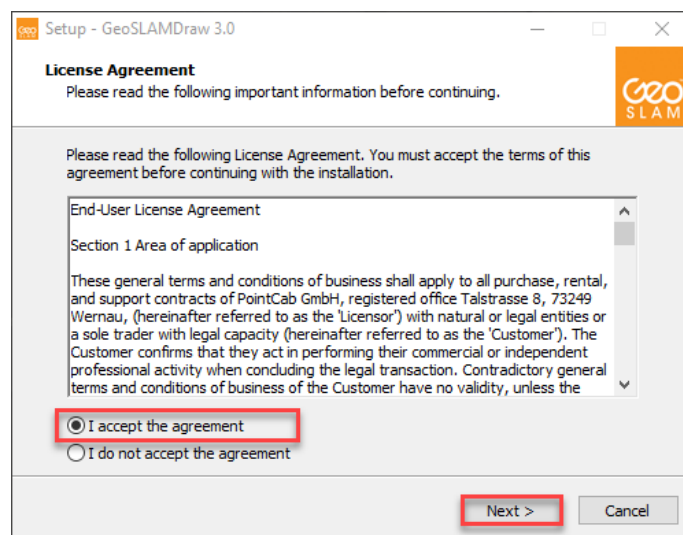 Geo
Setup - GeoSLAMDraw 3.0
License Agreement
Please read the following important information before continuing.
Geo
SLAM
Please read the following License Agreement. You must accept the terms of this
agreement before continuing with the installation.
End-User License Agreement
Section 1 Area of application
These general terms and conditions of business shall apply to all purchase, rental,
and support contracts of PointCab GmbH, registered office Talstrasse 8, 73249
Wernau, (hereinafter referred to as the 'Licensor') with natural or legal entities or
a sole trader with legal capacity (hereinafter referred to as the 'Customer'). The
Customer confirms that they act in performing their commercial or independent
professional activity when concluding the legal transaction. Contradictory general
terms and conditions of business of the Customer have no validity, unless the
I accept the agreement
I do not accept the agreement
Next >
Cancel